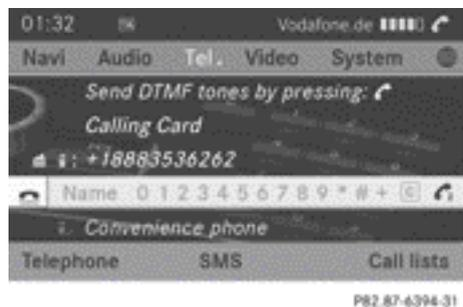 01:32 Vodafone.de
Navi Audio Tel. Video System
Send DTMF tones by pressing:
Calling Card
: +18883536262
Name 0 1 2 3 4 5 6 7 8 9 * # + C
Convenience phone
Telephone SMS Call lists
P82.87-6394-31